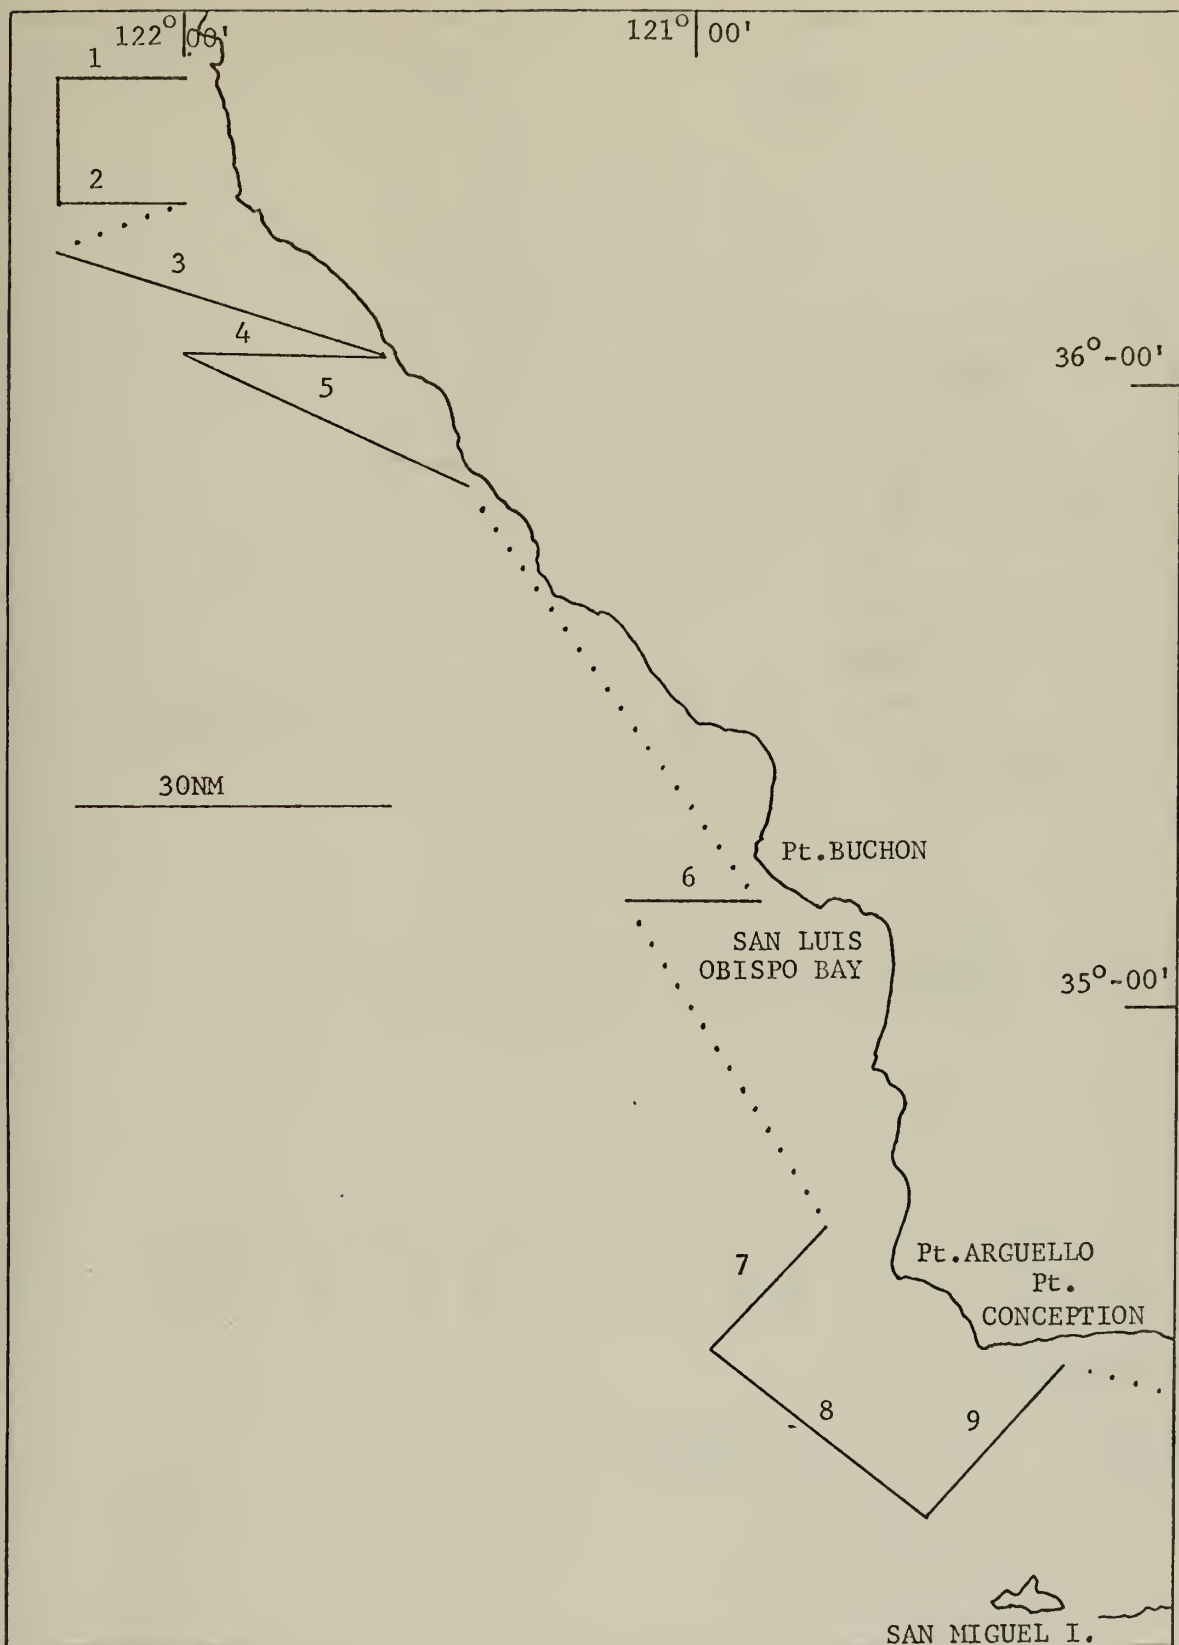 122° 00'
121° 00'
1
2
3
4
5
36°-00'
30NM
Pt.BUCHON
6
SAN LUIS
OBISPO BAY
35°-00'
7
Pt.ARGUELLO
Pt.
CONCEPTION
8
9
SAN MIGUEL I.